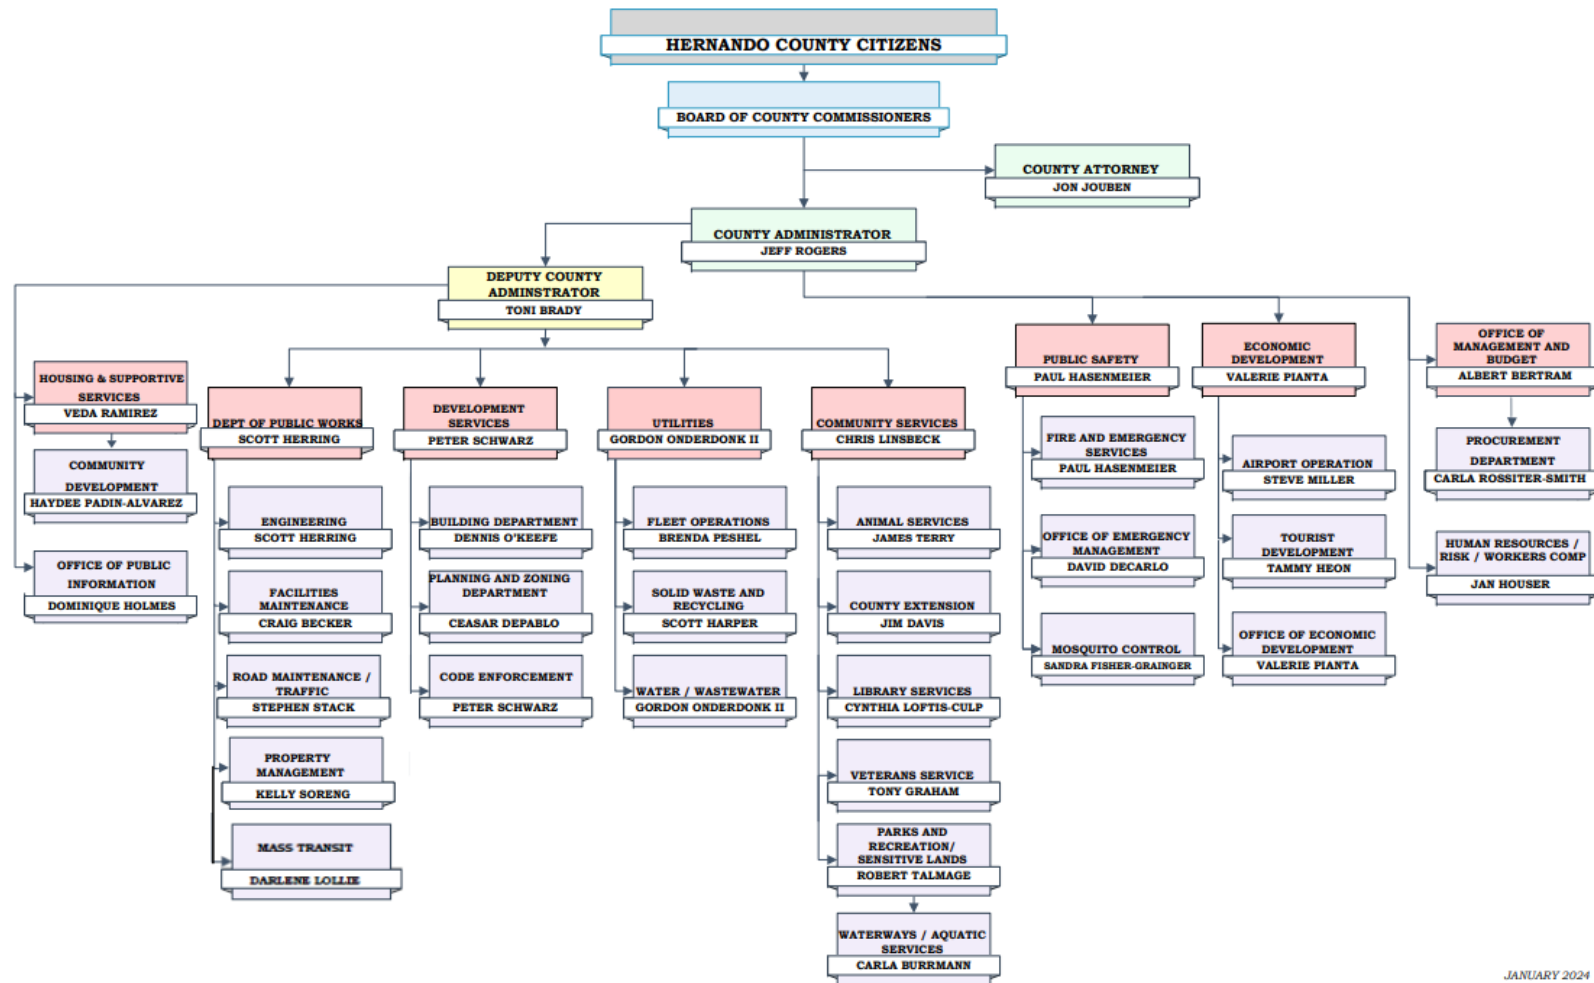 HERNANDO COUNTY CITIZENS
BOARD OF COUNTY COMMISSIONERS
COUNTY ATTORNEY
JON JOUBEN
COUNTY ADMINISTRATOR
JEFF ROGERS
DEPUTY COUNTY
ADMINSTRATOR
TONI BRADY
HOUSING & SUPPORTIVE
SERVICES
VEDA RAMIREZ
COMMUNITY
DEVELOPMENT
HAYDEE PADIN-ALVAREZ
OFFICE OF PUBLIC
INFORMATION
DOMINIQUE HOLMES
DEPT OF PUBLIC WORKS
SCOTT HERRING
ENGINEERING
SCOTT HERRING
FACILITIES
MAINTENANCE
CRAIG BECKER
ROAD MAINTENANCE /
TRAFFIC
STEPHEN STACK
PROPERTY
MANAGEMENT
KELLY SORENG
MASS TRANSIT
DARLENE LOLLIE
DEVELOPMENT
SERVICES
PETER SCHWARZ
BUILDING DEPARTMENT
DENNIS O'KEEFE
PLANNING AND ZONING
DEPARTMENT
CEASAR DEPABLO
CODE ENFORCEMENT
PETER SCHWARZ
UTILITIES
GORDON ONDERDONK II
FLEET OPERATIONS
BRENDA PESHEL
SOLID WASTE AND
RECYCLING
SCOTT HARPER
WATER / WASTEWATER
GORDON ONDERDONK II
COMMUNITY SERVICES
CHRIS LINSBECK
ANIMAL SERVICES
JAMES TERRY
COUNTY EXTENSION
JIM DAVIS
LIBRARY SERVICES
CYNTHIA LOFTIS-CULP
VETERANS SERVICE
TONY GRAHAM
PARKS AND
RECREATION/
SENSITIVE LANDS
ROBERT TALMAGE
WATERWAYS / AQUATIC
SERVICES
CARLA BURRMANN
PUBLIC SAFETY
PAUL HASENMEIER
FIRE AND EMERGENCY
SERVICES
PAUL HASENMEIER
OFFICE OF EMERGENCY
MANAGEMENT
DAVID DECARLO
MOSQUITO CONTROL
SANDRA FISHER-GRAINGER
ECONOMIC
DEVELOPMENT
VALERIE PIANTA
AIRPORT OPERATION
STEVE MILLER
TOURIST
DEVELOPMENT
TAMMY HEON
OFFICE OF ECONOMIC
DEVELOPMENT
VALERIE PIANTA
OFFICE OF
MANAGEMENT AND
BUDGET
ALBERT BERTRAM
PROCUREMENT
DEPARTMENT
CARLA ROSSITER-SMITH
HUMAN RESOURCES /
RISK / WORKERS COMP
JAN HOUSER
JANUARY 2024